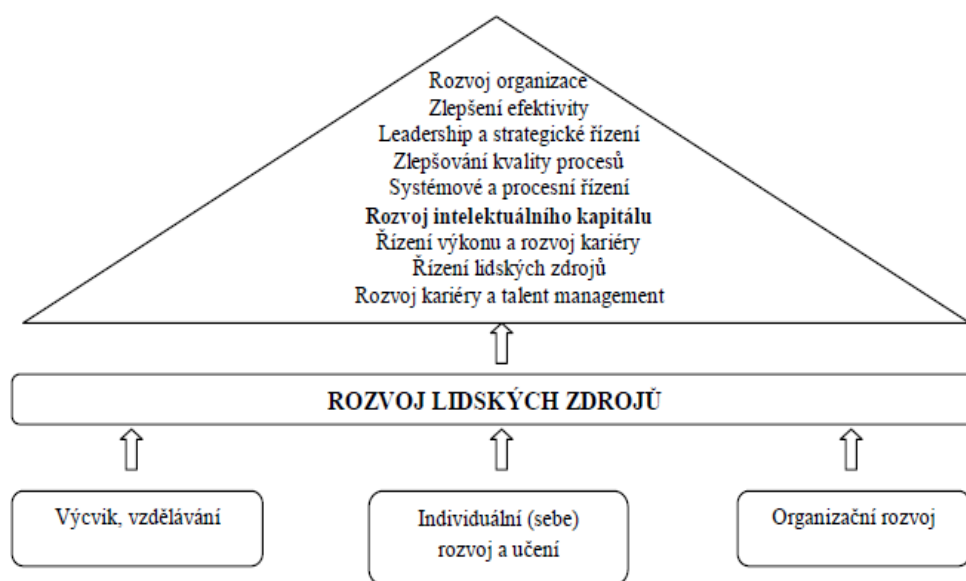 Rozvoj organizace
Zlepšení efektivity
Leadership a strategické řízení
Zlepšování kvality procesů
Systémové a procesní řízení
Rozvoj intelektuálního kapitálu
Řízení výkonu a rozvoj kariéry
Řízení lidských zdrojů
Rozvoj kariéry a talent management
ROZVOJ LIDSKÝCH ZDROJŮ
Výcvik, vzdělávání
Individuální (sebe)
rozvoj a učení
Organizační rozvoj